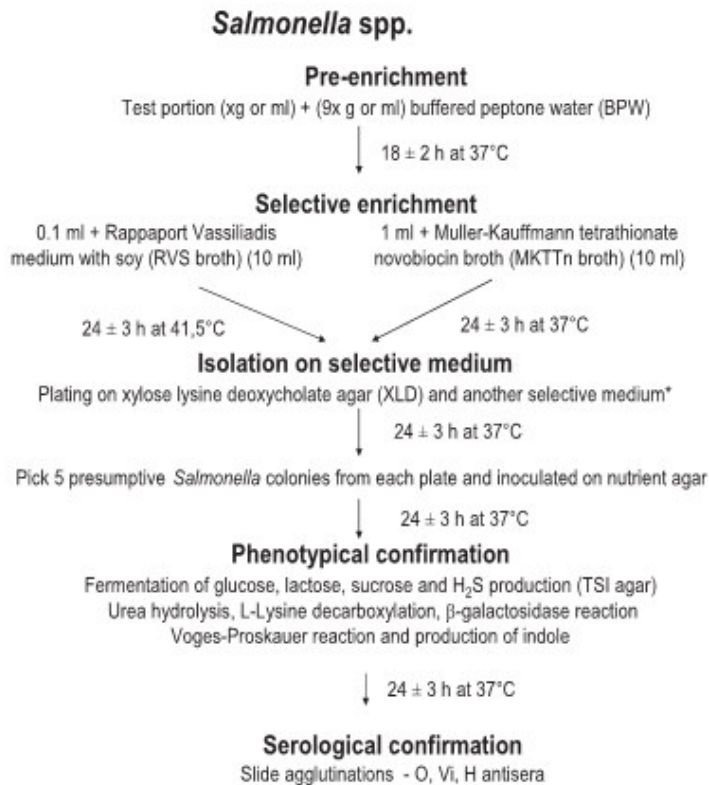 Salmonella spp.
Pre-enrichment
Test portion (xg or ml) + (9x g or ml) buffered peptone water (BPW)
18 ± 2 h at 37°C
Selective enrichment
0.1 ml + Rappaport Vassiliadis
medium with soy (RVS broth) (10 ml)
1 ml + Muller-Kauffmann tetrathionate
novobiocin broth (MKTTn broth) (10 ml)
24 ± 3 h at 41,5°C
24 ± 3 h at 37°C
Isolation on selective medium
Plating on xylose lysine deoxycholate agar (XLD) and another selective medium*
24 ± 3 h at 37°C
Pick 5 presumptive Salmonella colonies from each plate and inoculated on nutrient agar
24 ± 3 h at 37°C
Phenotypical confirmation
Fermentation of glucose, lactose, sucrose and H₂S production (TSI agar)
Urea hydrolysis, L-Lysine decarboxylation, β-galactosidase reaction
Voges-Proskauer reaction and production of indole
24 ± 3 h at 37°C
Serological confirmation
Slide agglutinations - O, Vi, H antisera